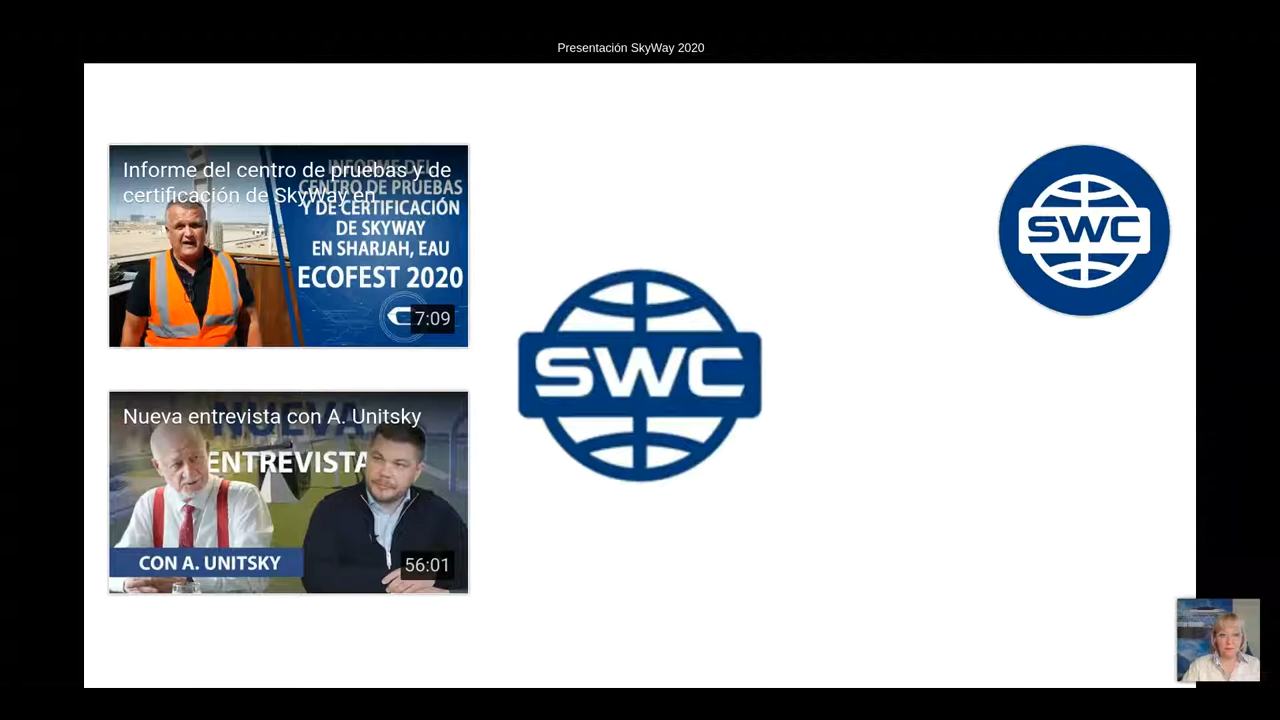 Presentación SkyWay 2020
Informe del centro de pruebas y de
certificación de SkyWay en
INFORME DEL
CENTRO DE PRUEBAS
Y DE CERTIFICACIÓN
DE SKYWAY
EN SHARJAH, EAU
ECOFEST 2020
7:09
SWC
SWC
Nueva entrevista con A. Unitsky
NUEVA
ENTREVISTA
CON A. UNITSKY
56:01